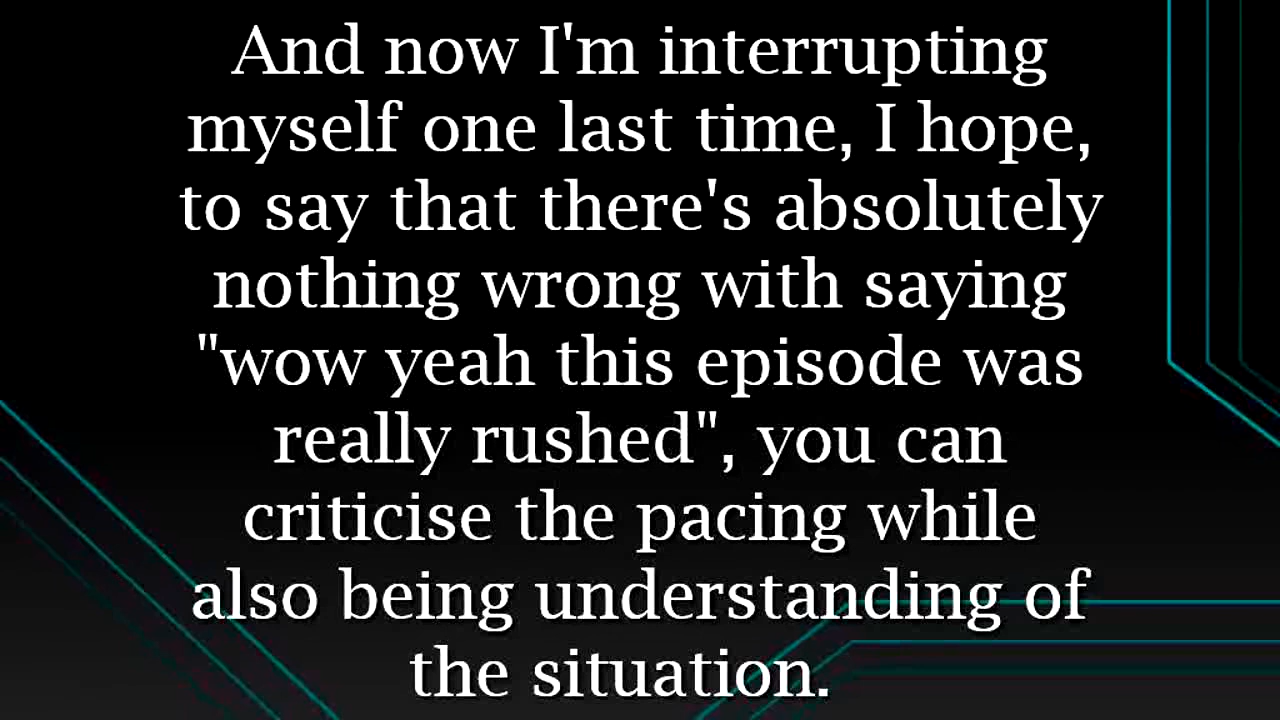 And now I'm interrupting
myself one last time, I hope,
to say that there's absolutely
nothing wrong with saying
"wow yeah this episode was
really rushed", you can
criticise the pacing while
also being understanding of
the situation.